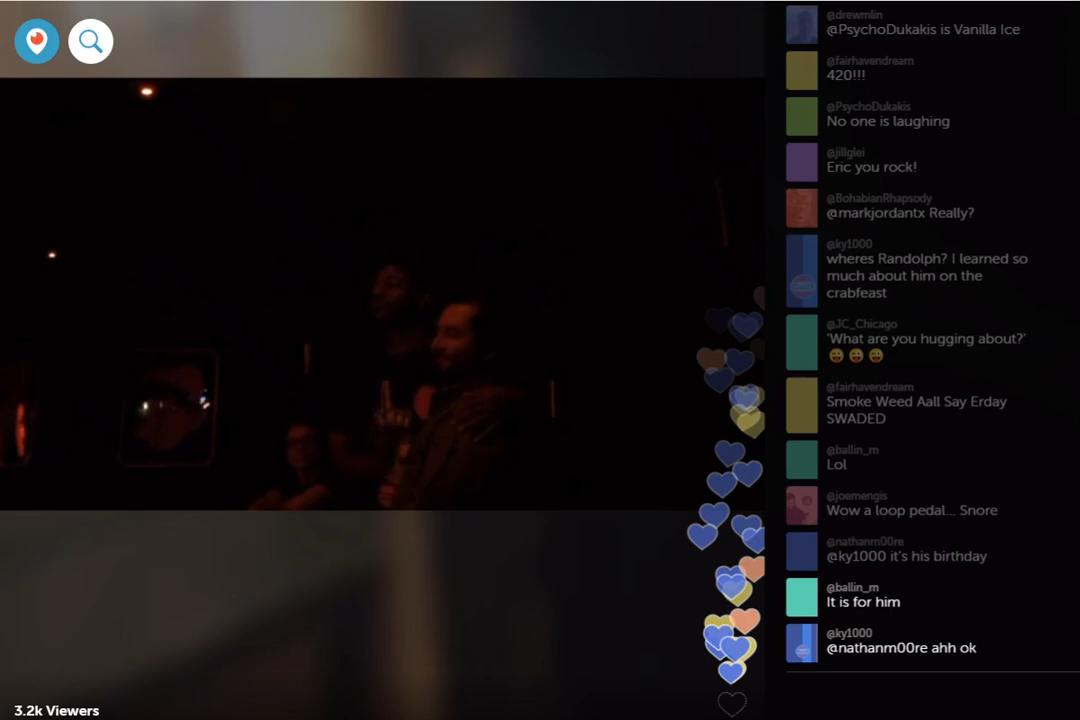 @drewmlin
@PsychoDukakis is Vanilla Ice
@fairhavendream
420!!!
@PsychoDukakis
No one is laughing
@jillglei
Eric you rock!
@BohabianRhapsody
@markjordantx Really?
@ky1000
wheres Randolph? I learned so
much about him on the
crabfeast
@JC_Chicago
'What are you hugging about?'
😜 😜 😜
@fairhavendream
Smoke Weed Aall Say Erday
SWADED
@ballin_m
Lol
@joemengis
Wow a loop pedal... Snore
@nathanm00re
@ky1000 it's his birthday
@ballin_m
It is for him
@ky1000
@nathanm00re ahh ok
3.2k Viewers